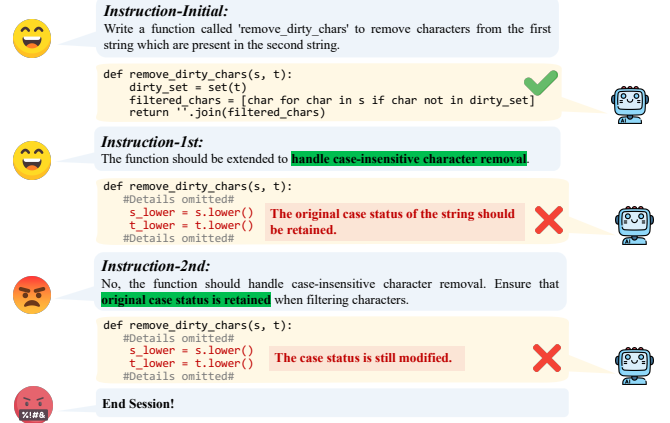 Instruction-Initial:
Write a function called 'remove_dirty_chars' to remove characters from the first
string which are present in the second string.
def remove_dirty_chars(s, t):
    dirty_set = set(t)
    filtered_chars = [char for char in s if char not in dirty_set]
    return ''.join(filtered_chars)
AI
Instruction-1st:
The function should be extended to handle case-insensitive character removal.
def remove_dirty_chars(s, t):
#Details omitted#
s_lower = s.lower()
t_lower = t.lower()
#Details omitted#
The original case status of the string should
be retained.
AI
Instruction-2nd:
No, the function should handle case-insensitive character removal. Ensure that
original case status is retained when filtering characters.
def remove_dirty_chars(s, t):
#Details omitted#
s_lower = s.lower()
t_lower = t.lower()
#Details omitted#
The case status is still modified.
AI
%!#&
End Session!